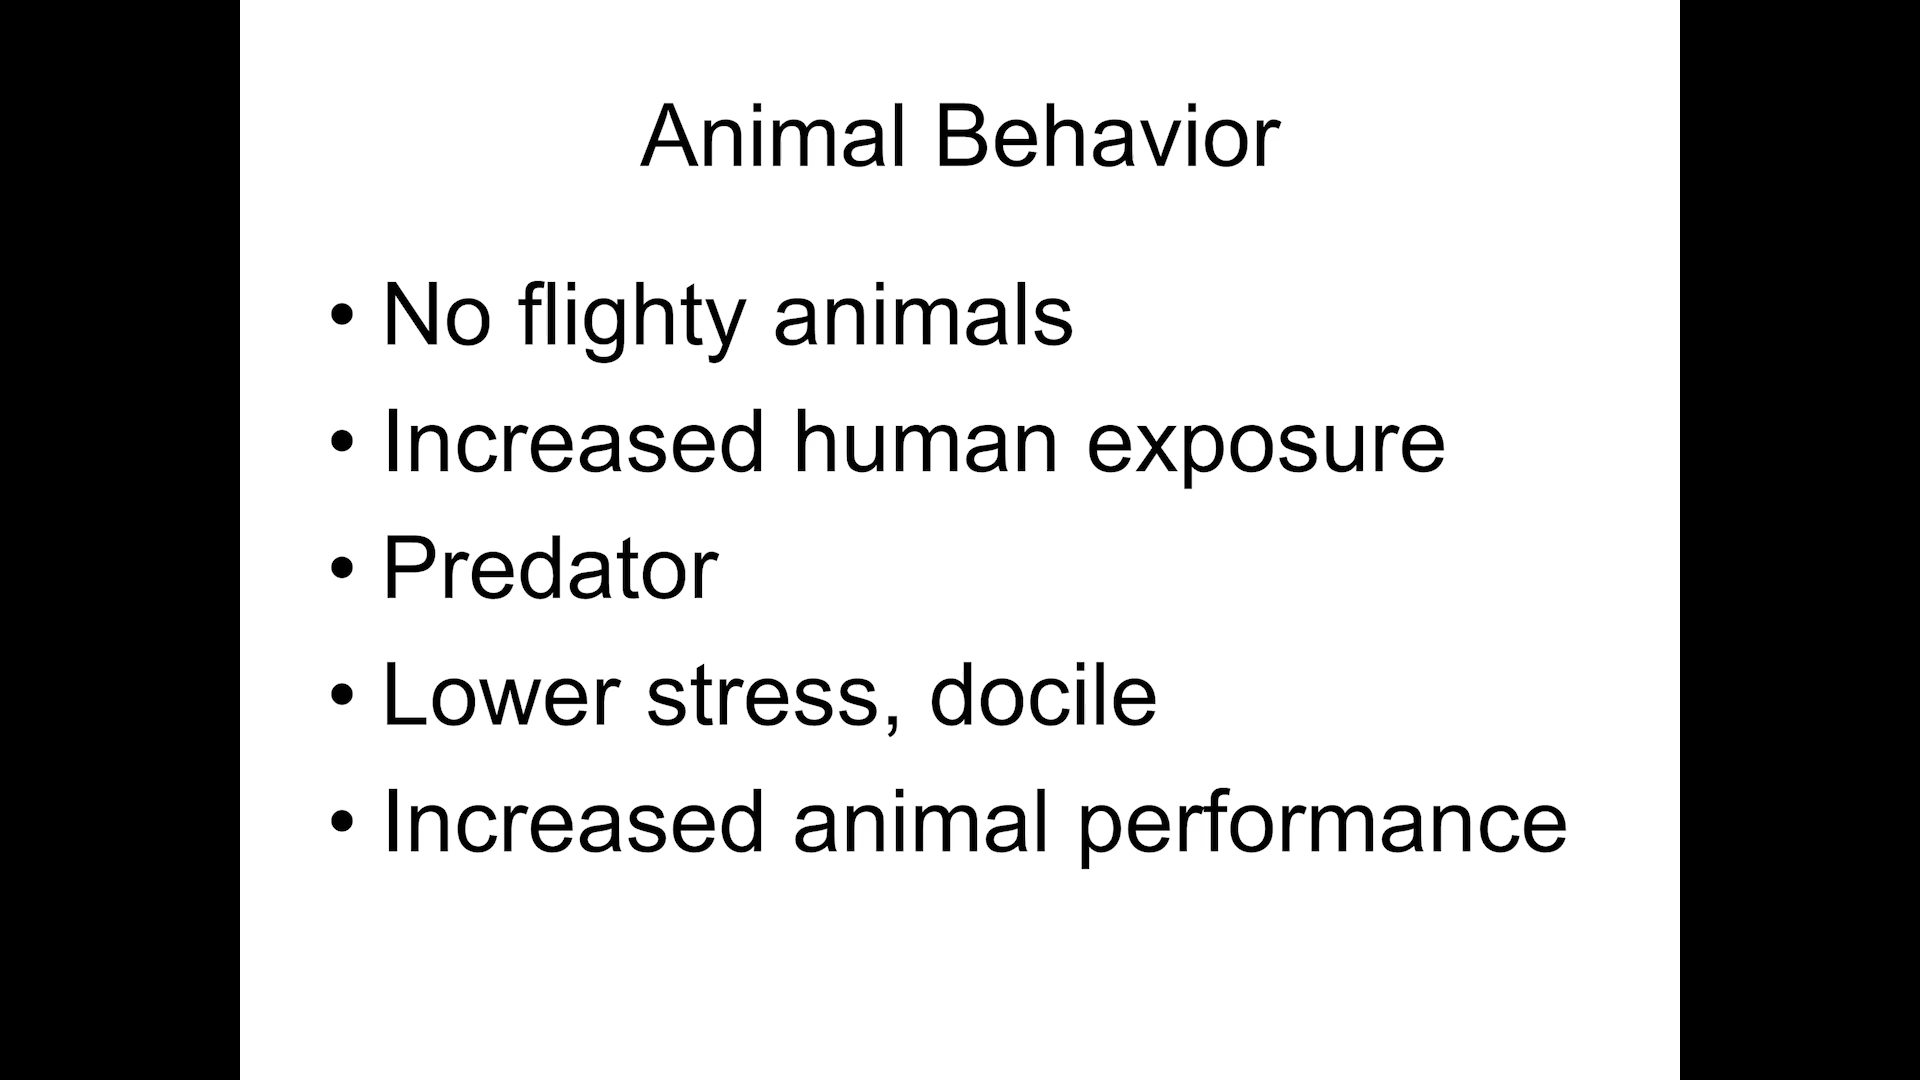 Animal Behavior
• No flighty animals
• Increased human exposure
• Predator
• Lower stress, docile
• Increased animal performance